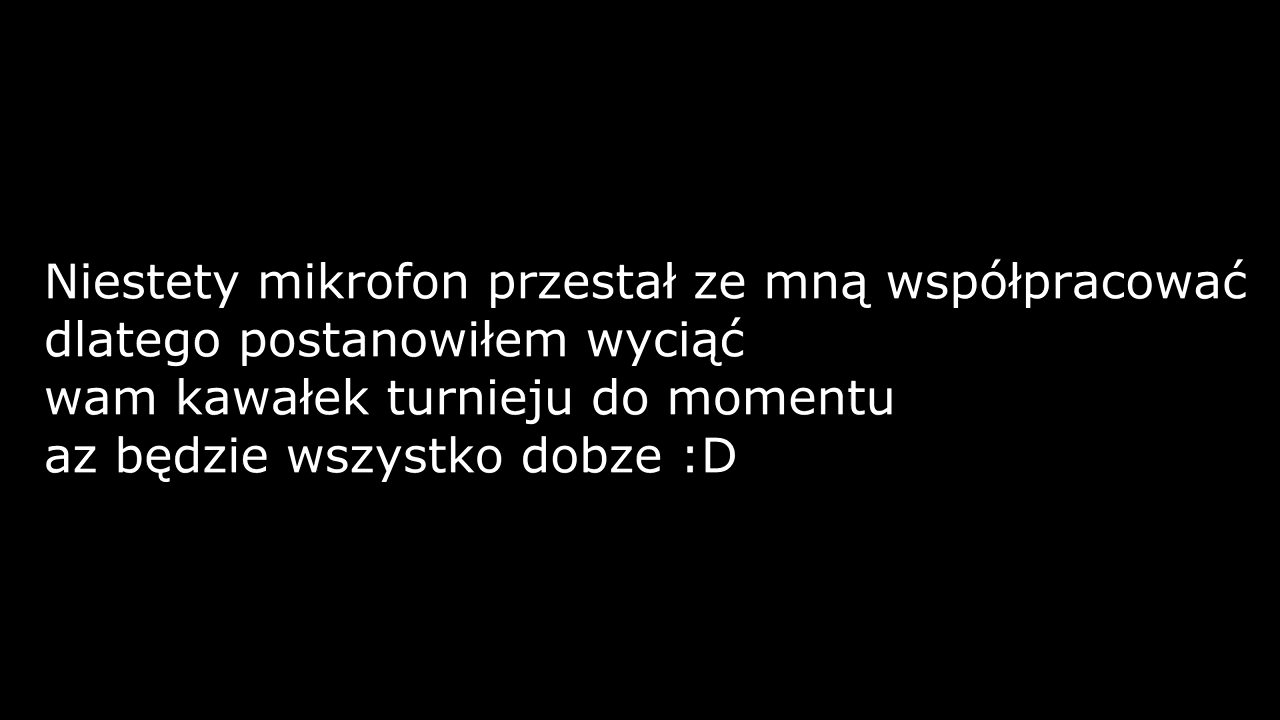 Niestety mikrofon przestał ze mną współpracować
dlatego postanowiłem wyciąć
wam kawałek turnieju do momentu
az będzie wszystko dobze :D